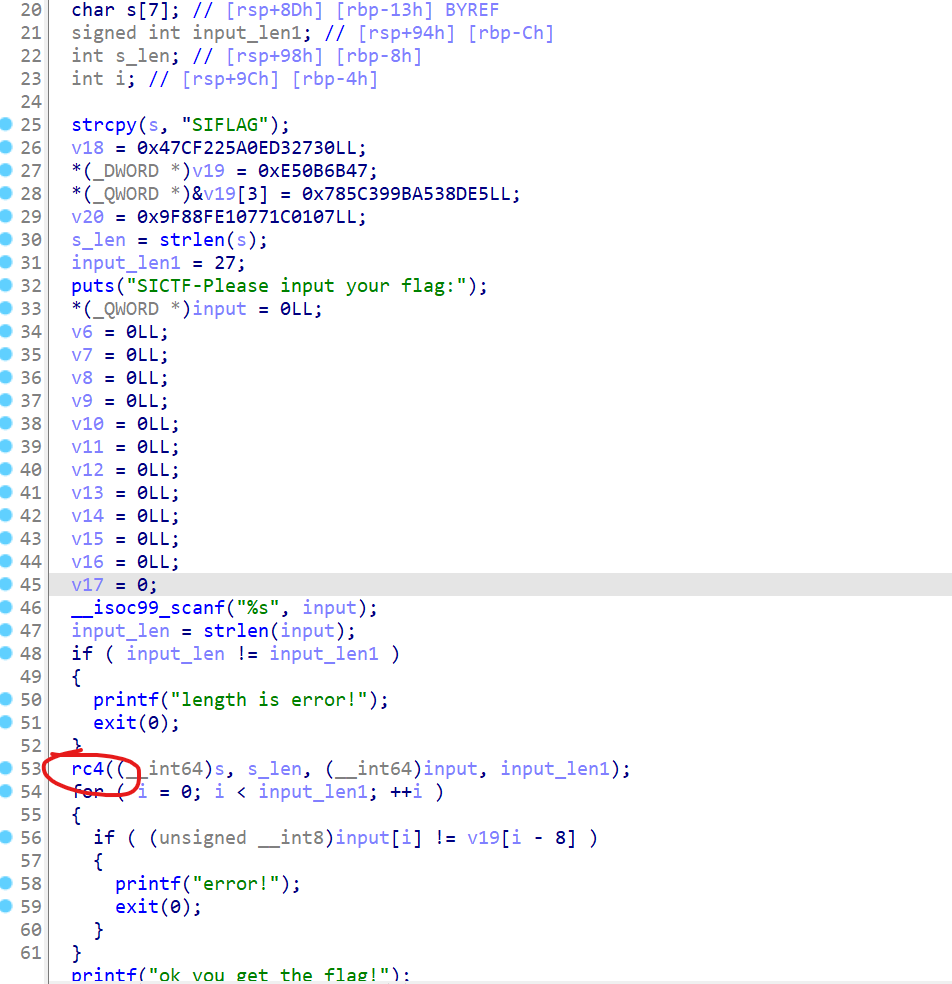 20 char s[7]; // [rsp+8Dh] [rbp-13h] BYREF
21 signed int input_len1; // [rsp+94h] [rbp-Ch]
22 int s_len; // [rsp+98h] [rbp-8h]
23 int i; // [rsp+9Ch] [rbp-4h]
24
25 strcpy(s, "SIFLAG");
26 v18 = 0x47CF225A0ED32730LL;
27 *(_DWORD *)v19 = 0xE50B6B47;
28 *(_QWORD *)&v19[3] = 0x785C399BA538DE5LL;
29 v20 = 0x9F88FE10771C0107LL;
30 s_len = strlen(s);
31 input_len1 = 27;
32 puts("SICTF-Please input your flag:");
33 *(_QWORD *)input = 0LL;
34 v6 = 0LL;
35 v7 = 0LL;
36 v8 = 0LL;
37 v9 = 0LL;
38 v10 = 0LL;
39 v11 = 0LL;
40 v12 = 0LL;
41 v13 = 0LL;
42 v14 = 0LL;
43 v15 = 0LL;
44 v16 = 0LL;
45 v17 = 0;
46 __isoc99_scanf("%s", input);
47 input_len = strlen(input);
48 if ( input_len != input_len1 )
49 {
50 printf("length is error!");
51 exit(0);
52 }
53 rc4((__int64)s, s_len, (__int64)input, input_len1);
54 for ( i = 0; i < input_len1; ++i )
55 {
56 if ( (unsigned __int8)input[i] != v19[i - 8] )
57 {
58 printf("error!");
59 exit(0);
60 }
61 }
printf("ok you get the flag!");